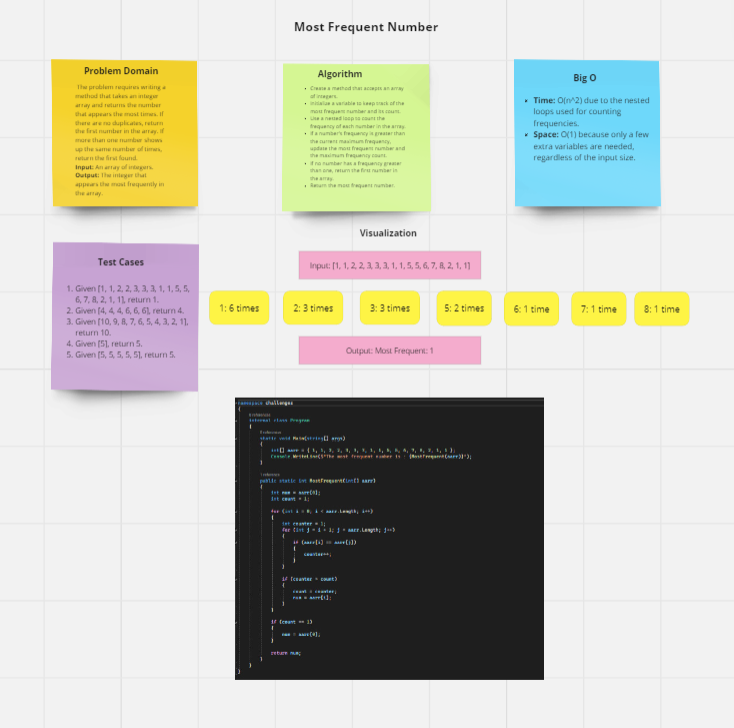 Most Frequent Number
Problem Domain
The problem requires writing a
method that takes an integer
array and returns the number
that appears the most times. If
there are no duplicates, return
the first number in the array. If
more than one number shows
up the same number of times,
return the first found.
Input: An array of integers.
Output: The integer that
appears the most frequently in
the array.
Algorithm
• Create a method that accepts an array
of integers.
• Initialize a variable to keep track of the
most frequent number and its count.
• Use a nested loop to count the
frequency of each number in the array.
• If a number's frequency is greater than
the current maximum frequency,
update the most frequent number and
the maximum frequency count.
• If no number has a frequency greater
than one, return the first number in
the array.
• Return the most frequent number.
Big O
• Time: O(n^2) due to the nested
loops used for counting
frequencies.
• Space: O(1) because only a few
extra variables are needed,
regardless of the input size.
Test Cases
1. Given [1, 1, 2, 2, 3, 3, 3, 1, 1, 5, 5,
6, 7, 8, 2, 1, 1], return 1.
2. Given [4, 4, 4, 6, 6, 6], return 4.
3. Given [10, 9, 8, 7, 6, 5, 4, 3, 2, 1],
return 10.
4. Given [5], return 5.
5. Given [5, 5, 5, 5, 5], return 5.
Visualization
Input: [1, 1, 2, 2, 3, 3, 3, 1, 1, 5, 5, 6, 7, 8, 2, 1, 1]
1: 6 times
2: 3 times
3: 3 times
5: 2 times
6: 1 time
7: 1 time
8: 1 time
Output: Most Frequent: 1
namespace challenges
{
internal class Program
{
static void Main(string[] args)
{
int[] aarr = { 1, 1, 2, 2, 3, 3, 3, 1, 1, 5, 5, 6, 7, 8, 2, 1, 1 };
Console.WriteLine($"The most frequent number is : {MostFrequent(aarr)}");
}
public static int MostFrequent(int[] aarr)
{
int num = aarr[0];
int count = 1;
for (int i = 0; i < aarr.Length; i++)
{
int counter = 1;
for (int j = i + 1; j < aarr.Length; j++)
{
if (aarr[i] == aarr[j])
{
counter++;
}
}
if (counter > count)
{
count = counter;
num = aarr[i];
}
}
if (count == 1)
{
num = aarr[0];
}
return num;
}
}
}